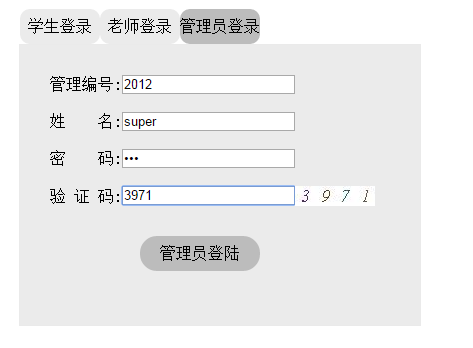 学生登录 老师登录 管理员登录
管理编号:2012
姓 名:super
密 码:•••
验 证 码:3971 3 9 7 1
管理员登陆